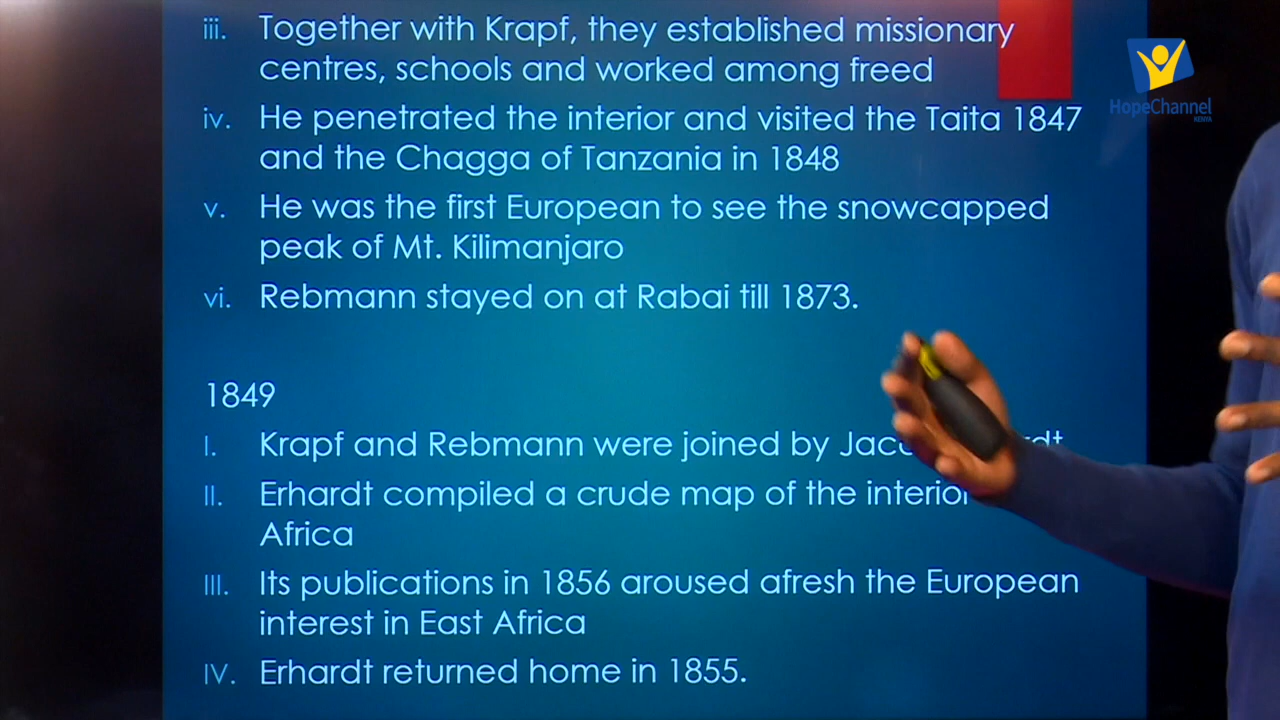 iii. Together with Krapf, they established missionary
centres, schools and worked among freed
iv. He penetrated the interior and visited the Taita 1847
and the Chagga of Tanzania in 1848
v. He was the first European to see the snowcapped
peak of Mt. Kilimanjaro
vi. Rebmann stayed on at Rabai till 1873.
1849
I. Krapf and Rebmann were joined by
II. Erhardt compiled a crude map of the interior
Africa
III. Its publications in 1856 aroused afresh the European
interest in East Africa
IV. Erhardt returned home in 1855.
HopeChannel
KENYA